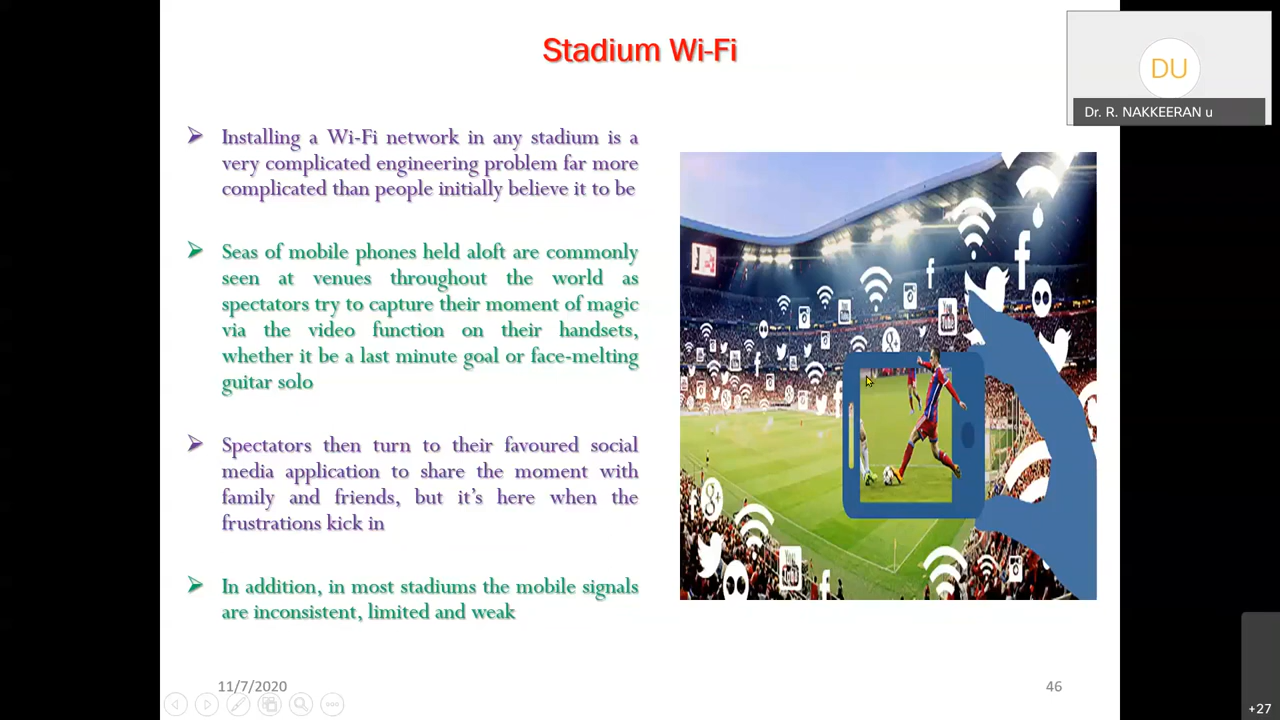 Stadium Wi-Fi
DU
Dr. R. NAKKEERAN u
Installing a Wi-Fi network in any stadium is a
very complicated engineering problem far more
complicated than people initially believe it to be
Seas of mobile phones held aloft are commonly
seen at venues throughout the world as
spectators try to capture their moment of magic
via the video function on their handsets,
whether it be a last minute goal or face-melting
guitar solo
Spectators then turn to their favoured social
media application to share the moment with
family and friends, but it's here when the
frustrations kick in
In addition, in most stadiums the mobile signals
are inconsistent, limited and weak
11/7/2020
46
+27